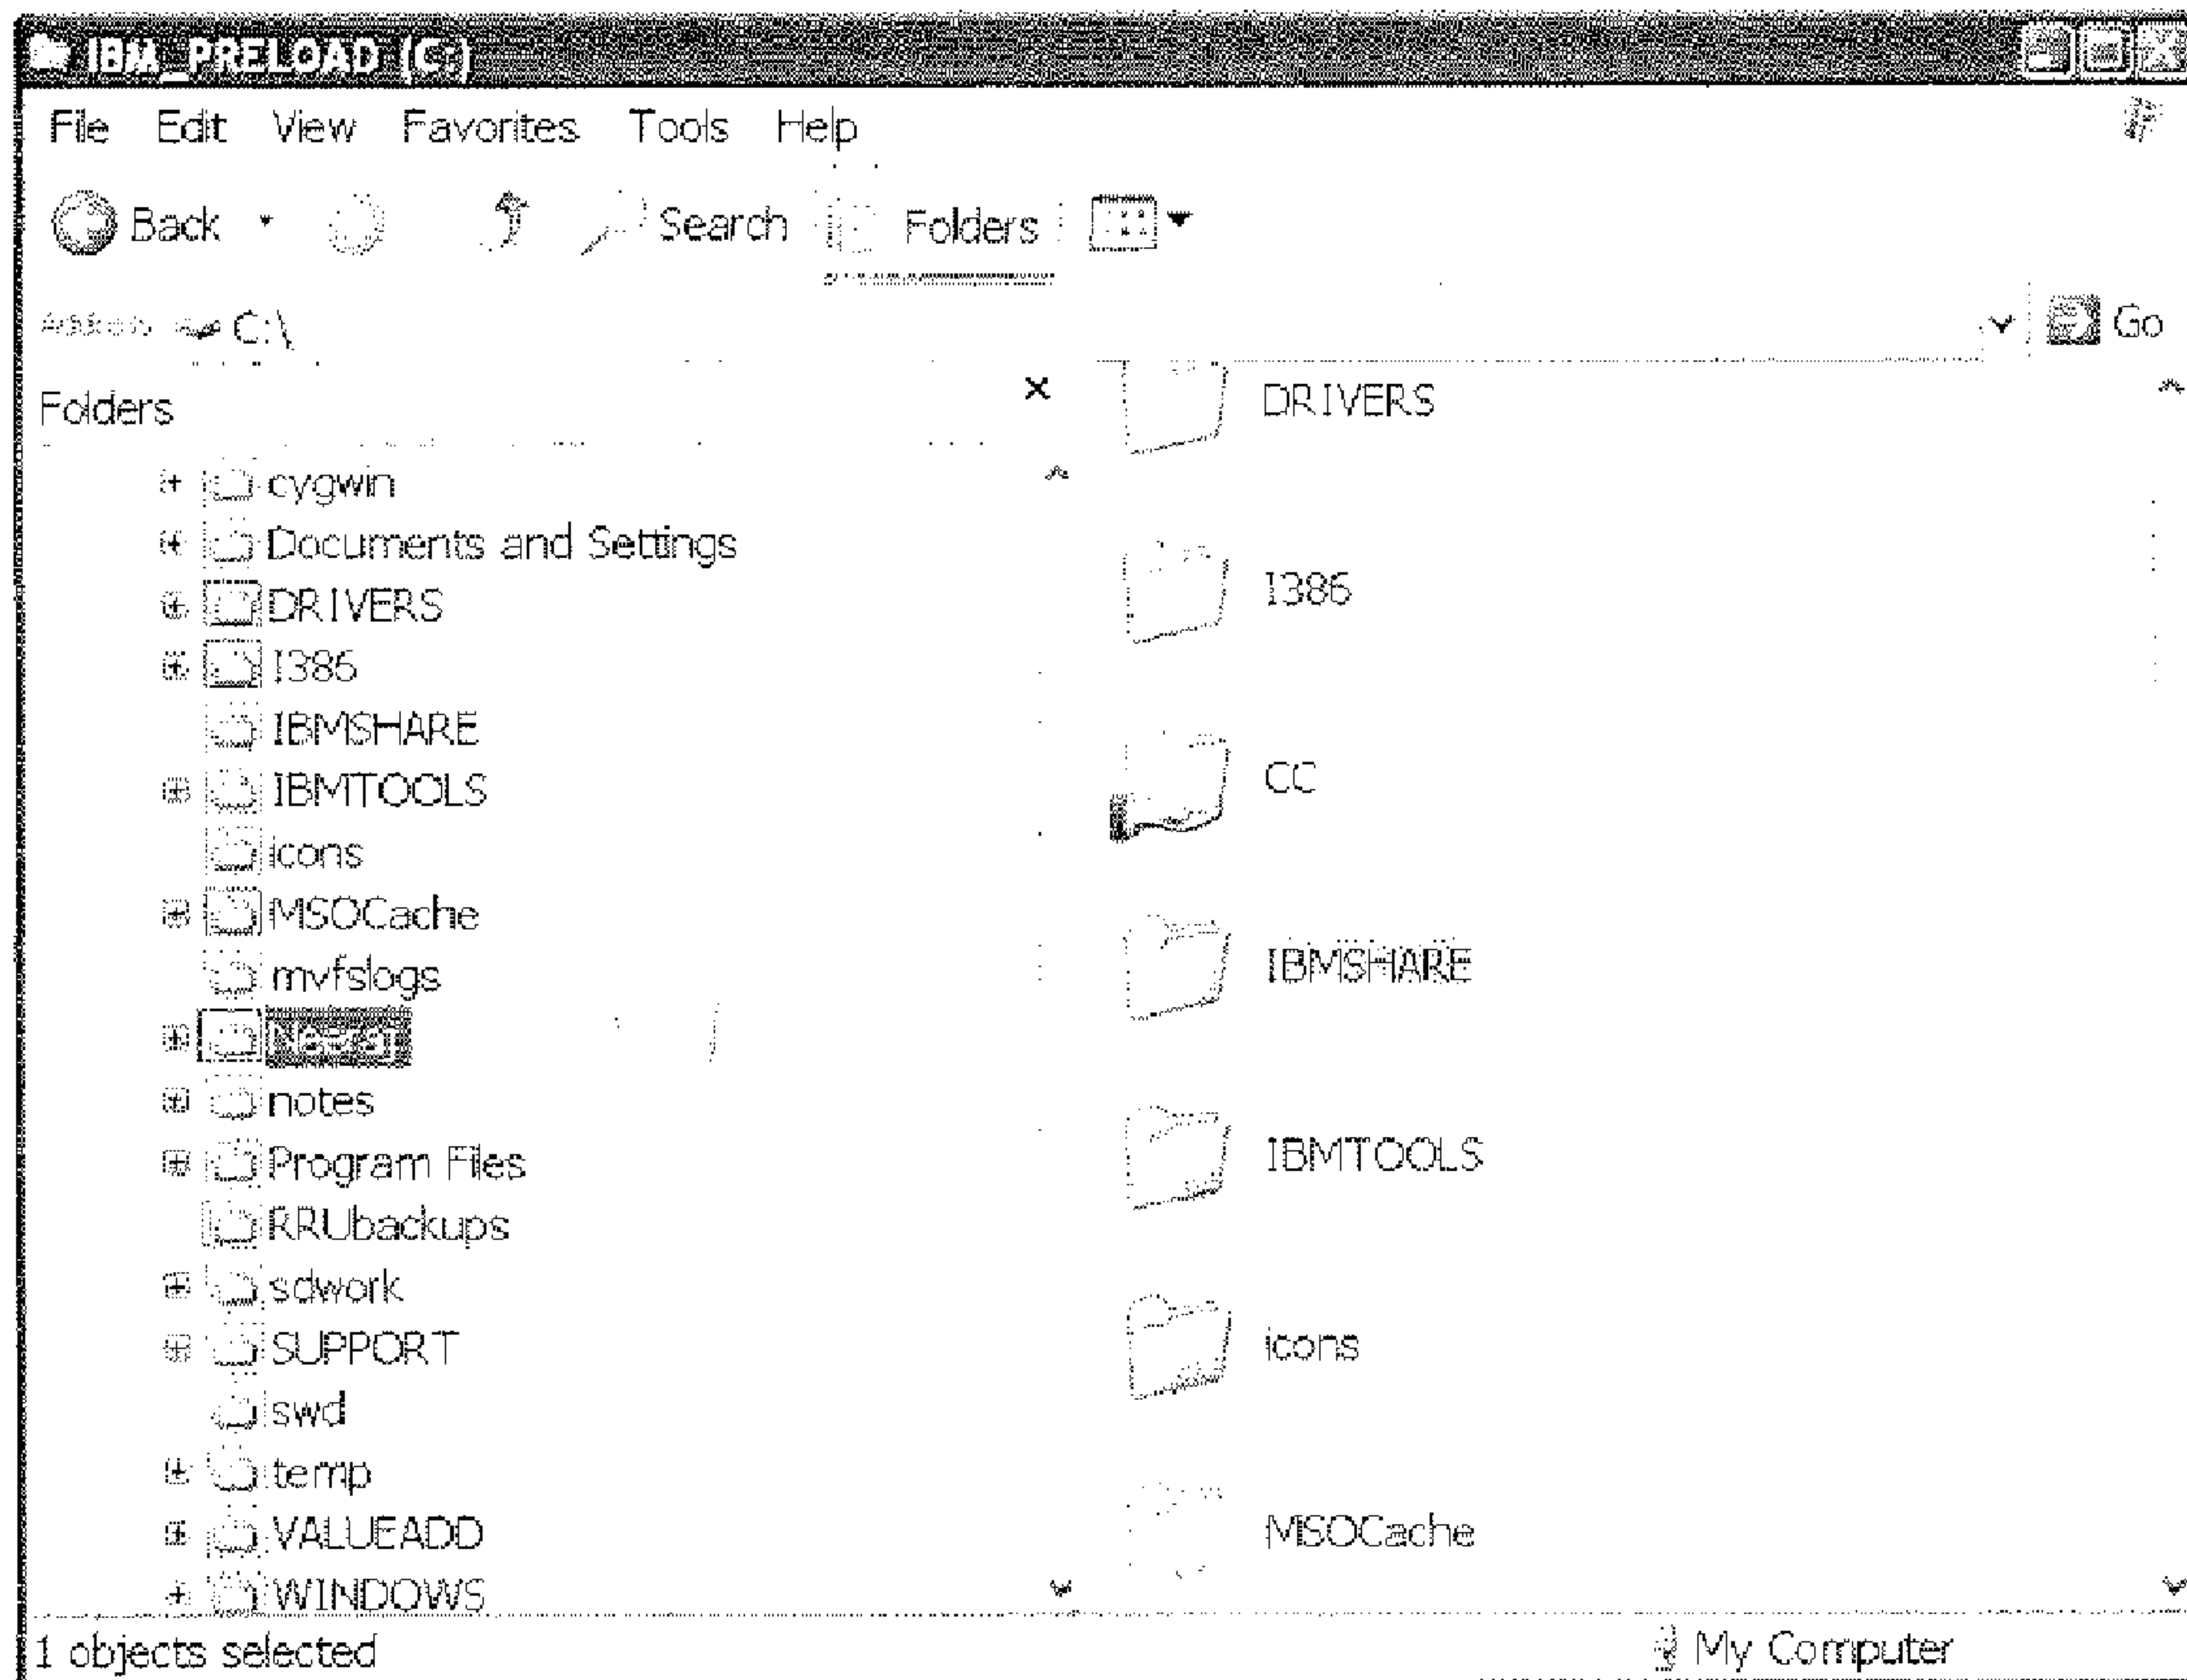 IBM_PRELOAD (C:)
File Edit View Favorites Tools Help
Back Search Folders
Address C:\ Go
Folders
cygwin
Documents and Settings
DRIVERS
I386
IBMSHARE
IBMTOOLS
icons
MSOCache
mvfslogs
Neeraj
notes
Program Files
RRUbackups
sdwork
SUPPORT
swd
temp
VALUEADD
WINDOWS
DRIVERS
I386
CC
IBMSHARE
IBMTOOLS
icons
MSOCache
1 objects selected
My Computer